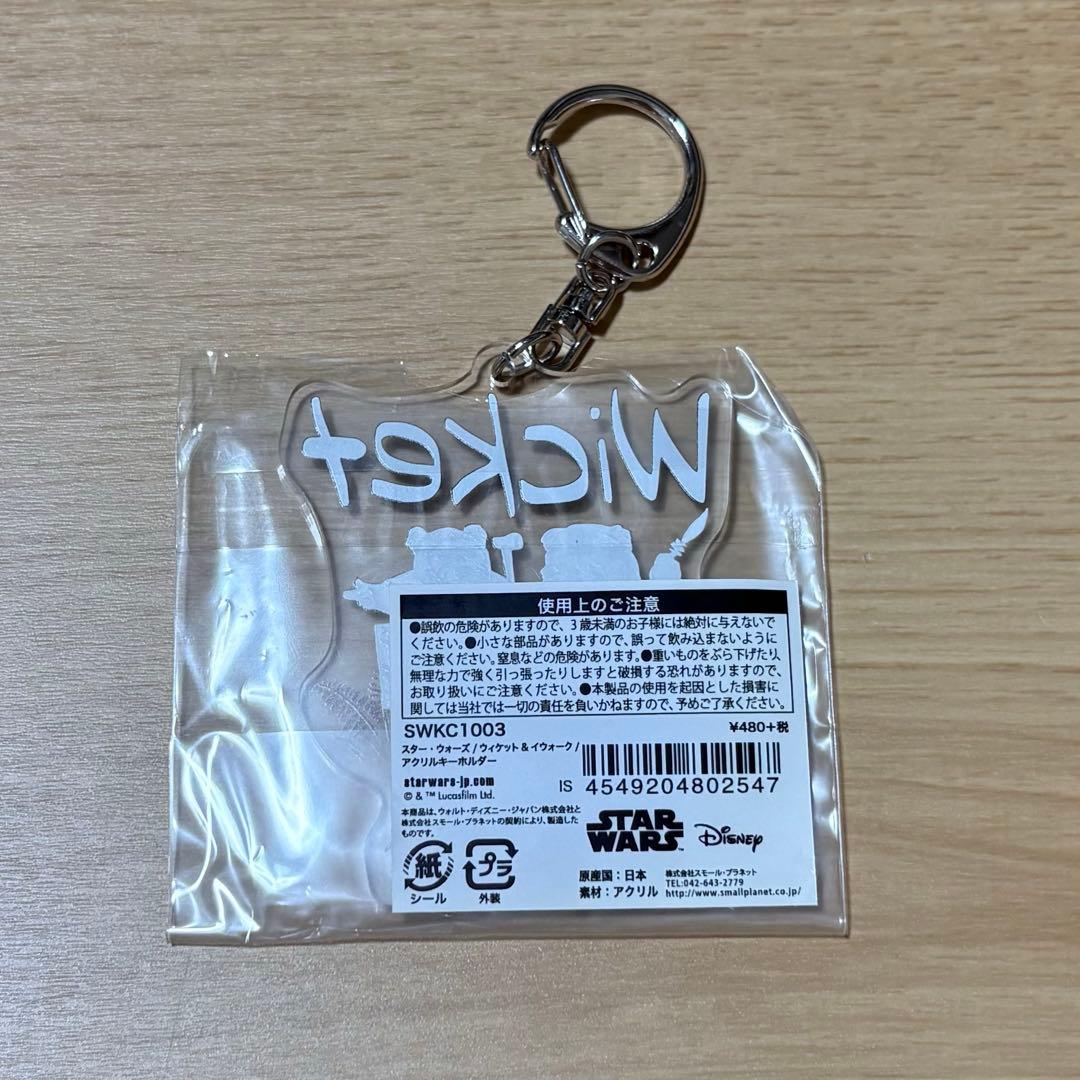 Wicket
使用上のご注意
●誤飲の危険がありますので、3歳未満のお子様には絶対に与えないで
ください。●小さな部品がありますので、誤って飲み込まないように
ご注意ください。窒息などの危険があります。●重いものをぶら下げたり、
無理な力で強く引っ張ったりしますと破損する恐れがありますので、
お取り扱いにご注意ください。●本製品の使用を起因とした損害に
関しては当社では一切の責任を負いかねますので、予めご了承ください。
SWKC1003 ¥480+税
スター・ウォーズ / ウィケット & イウォーク /
アクリルキーホルダー
starwars-jp.com
© & ™ Lucasfilm Ltd.
IS 4549204802547
本商品は、ウォルト・ディズニー・ジャパン株式会社と
株式会社スモール・プラネットの契約により、製造した
ものです。
STAR
WARS™
Disney
紙
シール
プラ
外装
原産国:日本
素材:アクリル
株式会社スモール・プラネット
TEL:042-643-2779
http://www.smallplanet.co.jp/